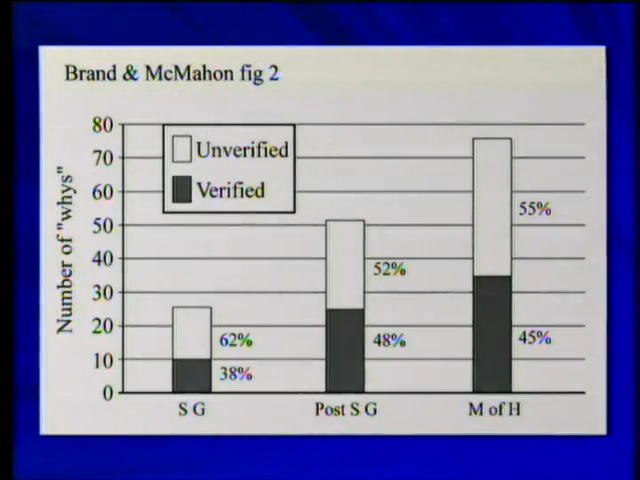 Brand & McMahon fig 2
Number of "whys"
80
70
60
50
40
30
20
10
0
Unverified
Verified
62%
38%
52%
48%
55%
45%
S G
Post S G
M of H